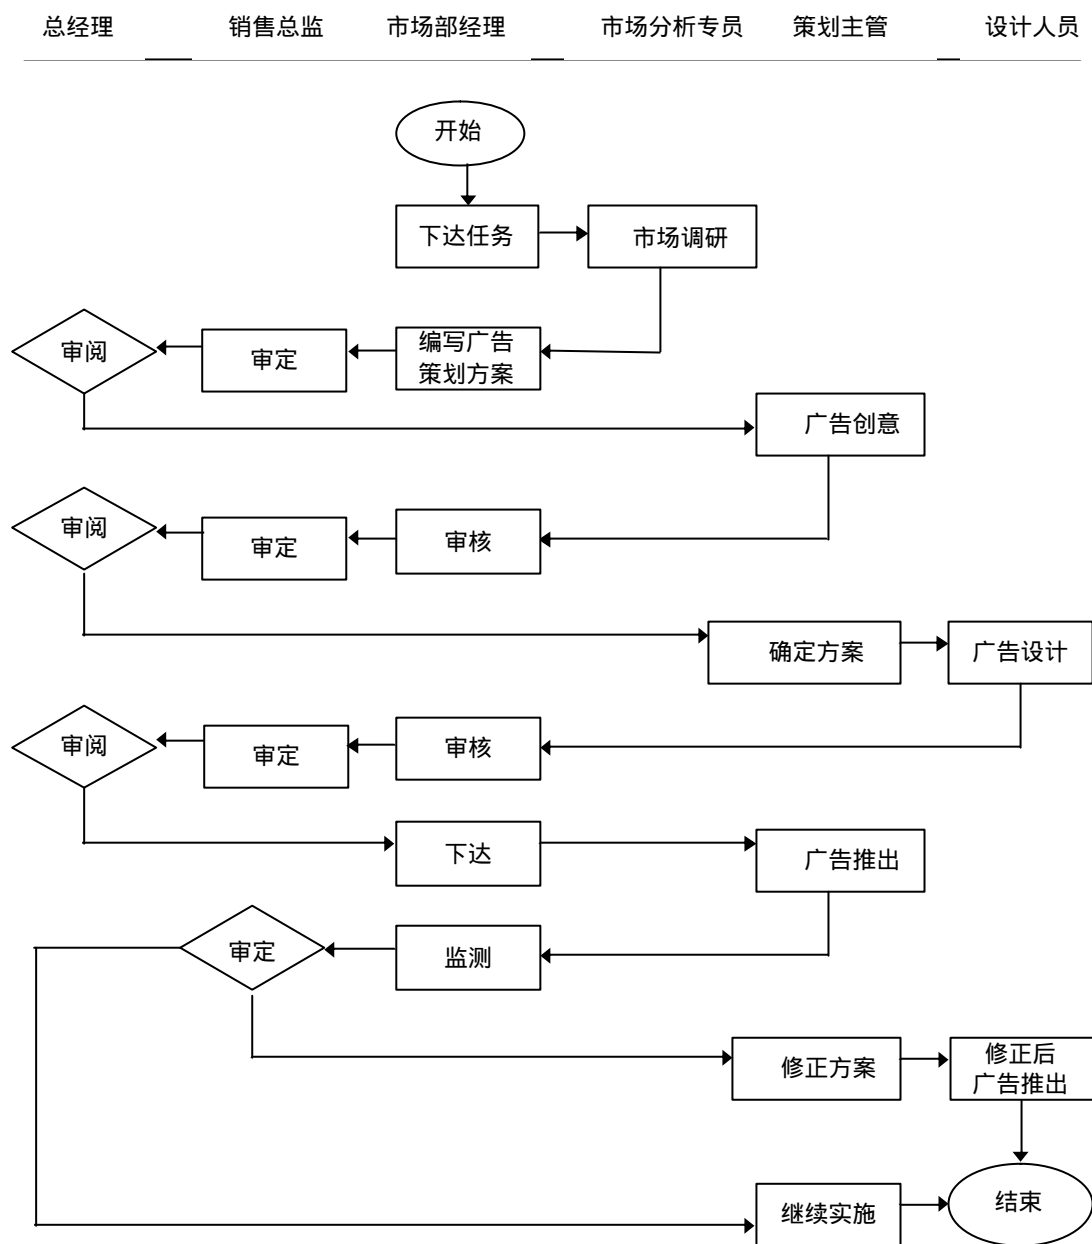 总经理 销售总监 市场部经理 市场分析专员 策划主管 设计人员
开始
下达任务 市场调研
审阅 审定 编写广告
策划方案
广告创意
审阅 审定 审核
确定方案 广告设计
审阅 审定 审核
下达 广告推出
审定 监测
修正方案 修正后
广告推出
继续实施 结束